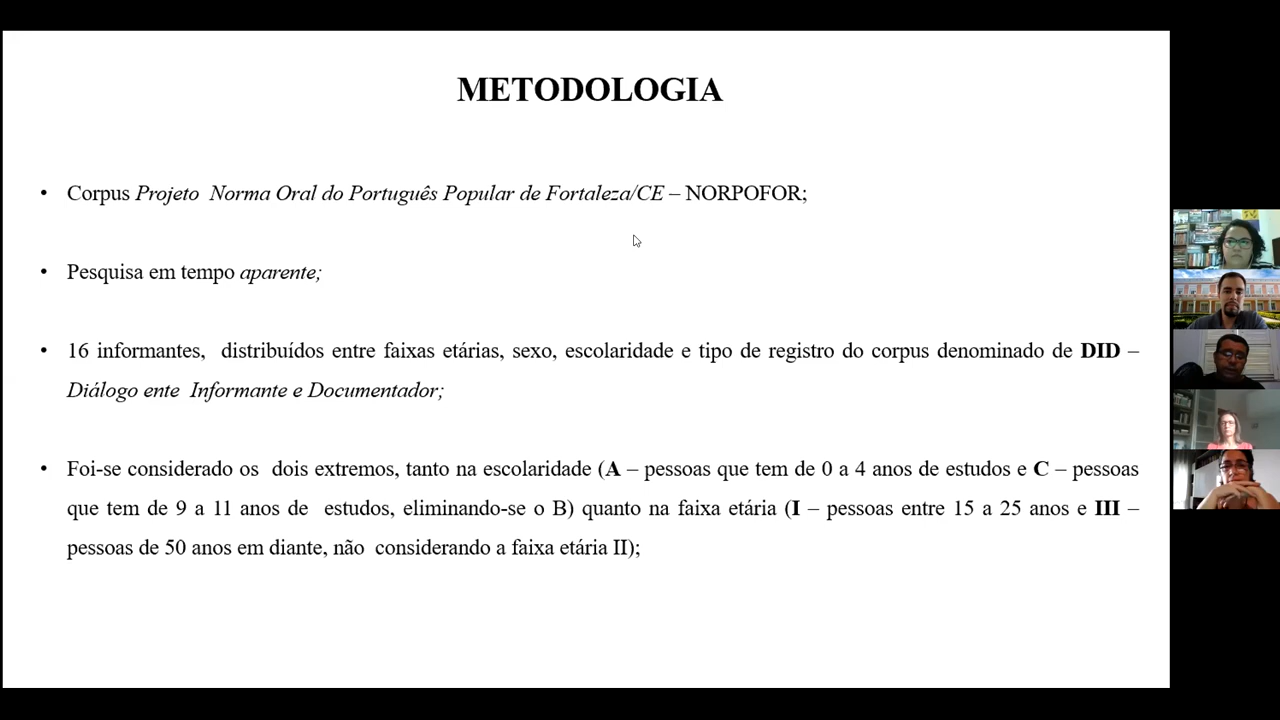 METODOLOGIA
• Corpus Projeto Norma Oral do Português Popular de Fortaleza/CE – NORPOFOR;
• Pesquisa em tempo aparente;
• 16 informantes, distribuídos entre faixas etárias, sexo, escolaridade e tipo de registro do corpus denominado de DID –
Diálogo ente Informante e Documentador;
• Foi-se considerado os dois extremos, tanto na escolaridade (A – pessoas que tem de 0 a 4 anos de estudos e C – pessoas
que tem de 9 a 11 anos de estudos, eliminando-se o B) quanto na faixa etária (I – pessoas entre 15 a 25 anos e III –
pessoas de 50 anos em diante, não considerando a faixa etária II);